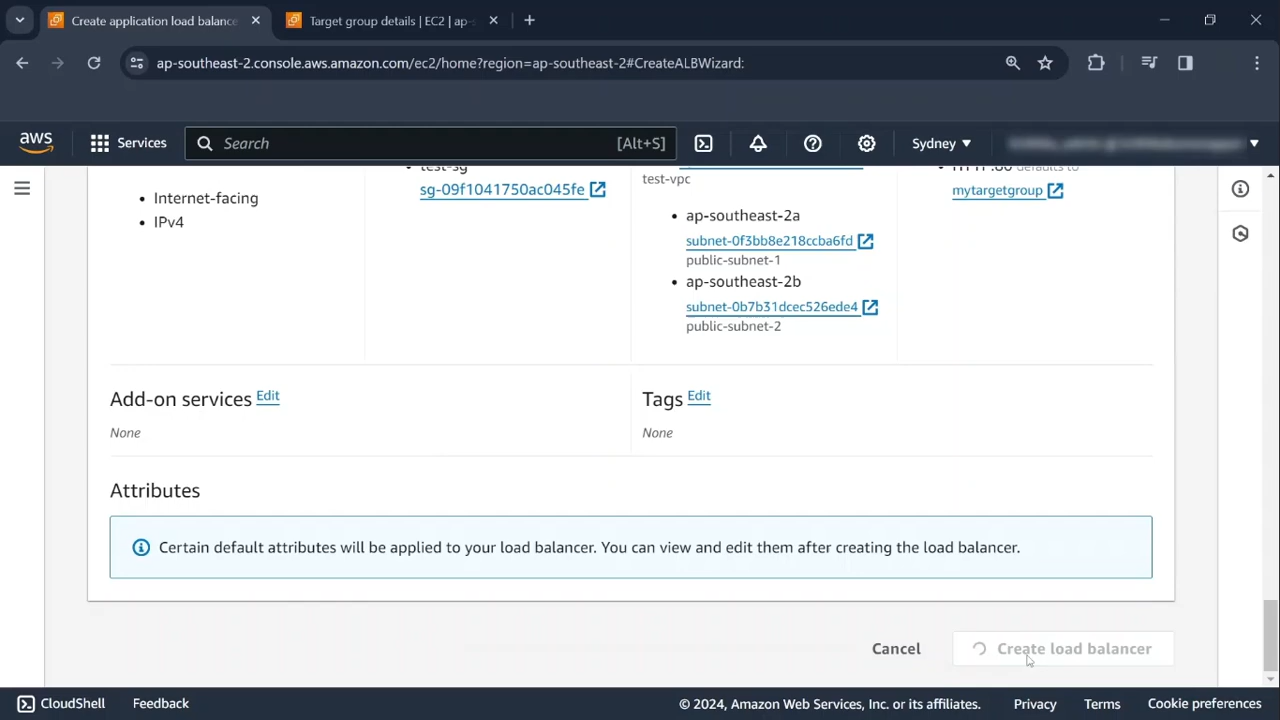 Create application load balance
Target group details | EC2 | ap-s
ap-southeast-2.console.aws.amazon.com/ec2/home?region=ap-southeast-2#CreateALBWizard:
aws
Services
Search
[Alt+S]
Sydney
test-sg
sg-09f1041750ac045fe
Internet-facing
IPv4
test-vpc
ap-southeast-2a
subnet-0f3bb8e218ccba6fd
public-subnet-1
ap-southeast-2b
subnet-0b7b31dcec526ede4
public-subnet-2
HTTP:80 defaults to
mytargetgroup
Add-on services Edit
None
Tags Edit
None
Attributes
Certain default attributes will be applied to your load balancer. You can view and edit them after creating the load balancer.
Cancel
Create load balancer
CloudShell
Feedback
© 2024, Amazon Web Services, Inc. or its affiliates.
Privacy
Terms
Cookie preferences